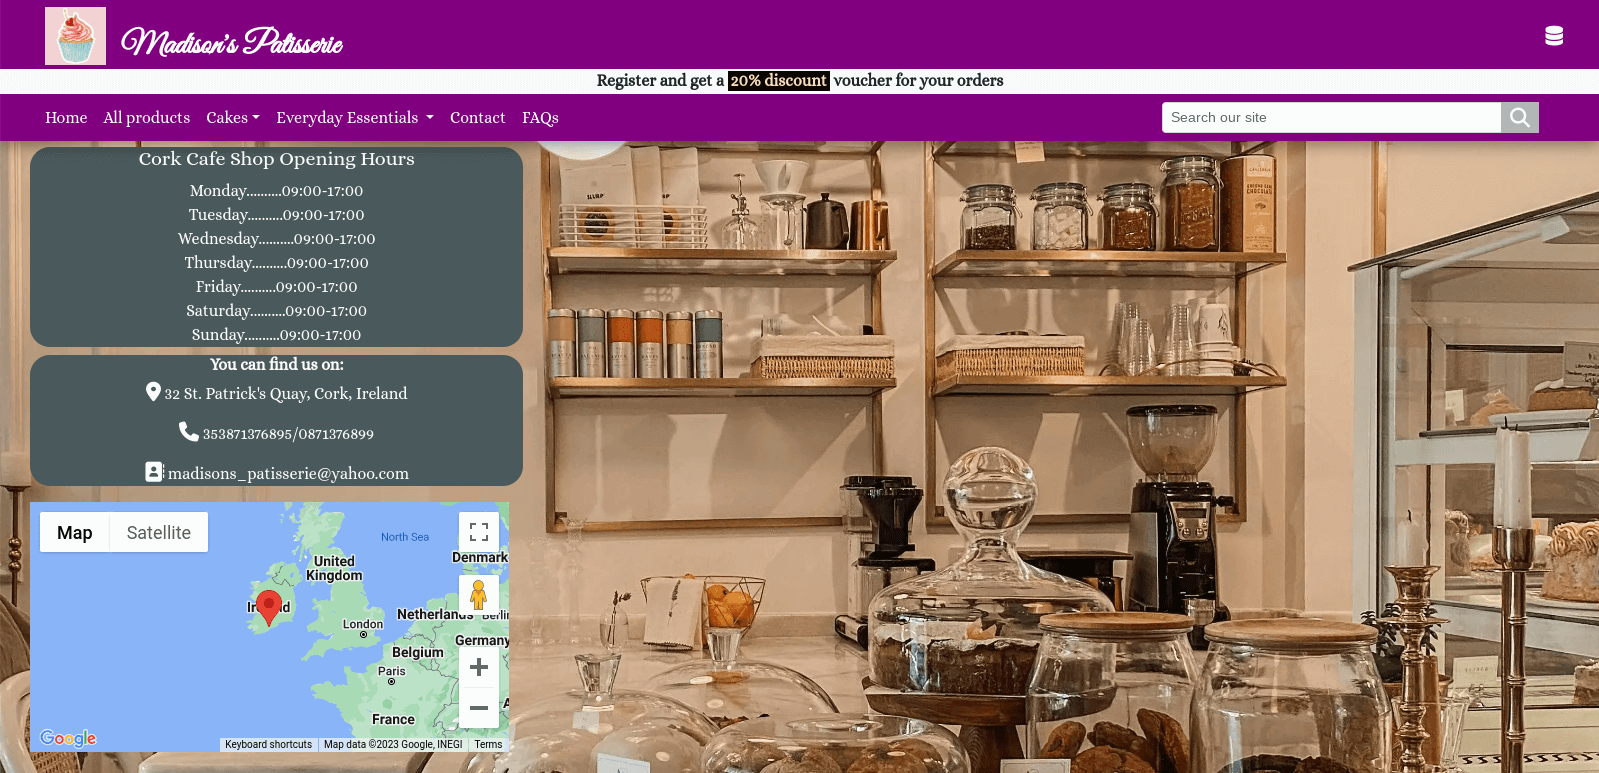 Madison's Patisserie
Register and get a 20% discount voucher for your orders
Home All products Cakes Everyday Essentials Contact FAQs
Search our site
Cork Cafe Shop Opening Hours
Monday..........09:00-17:00
Tuesday..........09:00-17:00
Wednesday..........09:00-17:00
Thursday..........09:00-17:00
Friday..........09:00-17:00
Saturday..........09:00-17:00
Sunday..........09:00-17:00
You can find us on:
32 St. Patrick's Quay, Cork, Ireland
353871376895/0871376899
madisons_patisserie@yahoo.com
Map Satellite
North Sea
Denmark
United
Kingdom
Ireland
Netherlands
London
Germany
Belgium
Paris
France
Google
Keyboard shortcuts Map data ©2023 Google, INEGI Terms